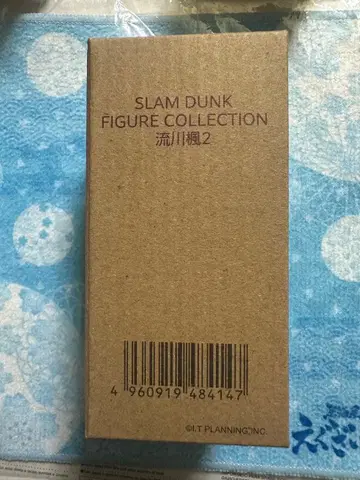 SLAM DUNK
FIGURE COLLECTION
流川楓2
4 960919 484147
©I.T PLANNING,INC